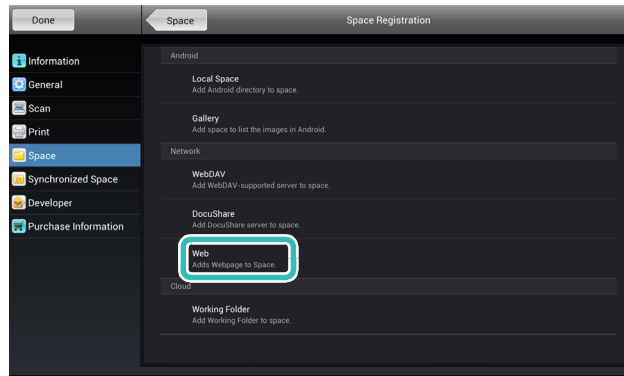 Done
Space
Space Registration
Information
General
Scan
Print
Space
Synchronized Space
Developer
Purchase Information
Android
Local Space
Add Android directory to space.
Gallery
Add space to list the images in Android.
Network
WebDAV
Add WebDAV-supported server to space.
DocuShare
Add DocuShare server to space.
Web
Adds Webpage to Space.
Cloud
Working Folder
Add Working Folder to space.